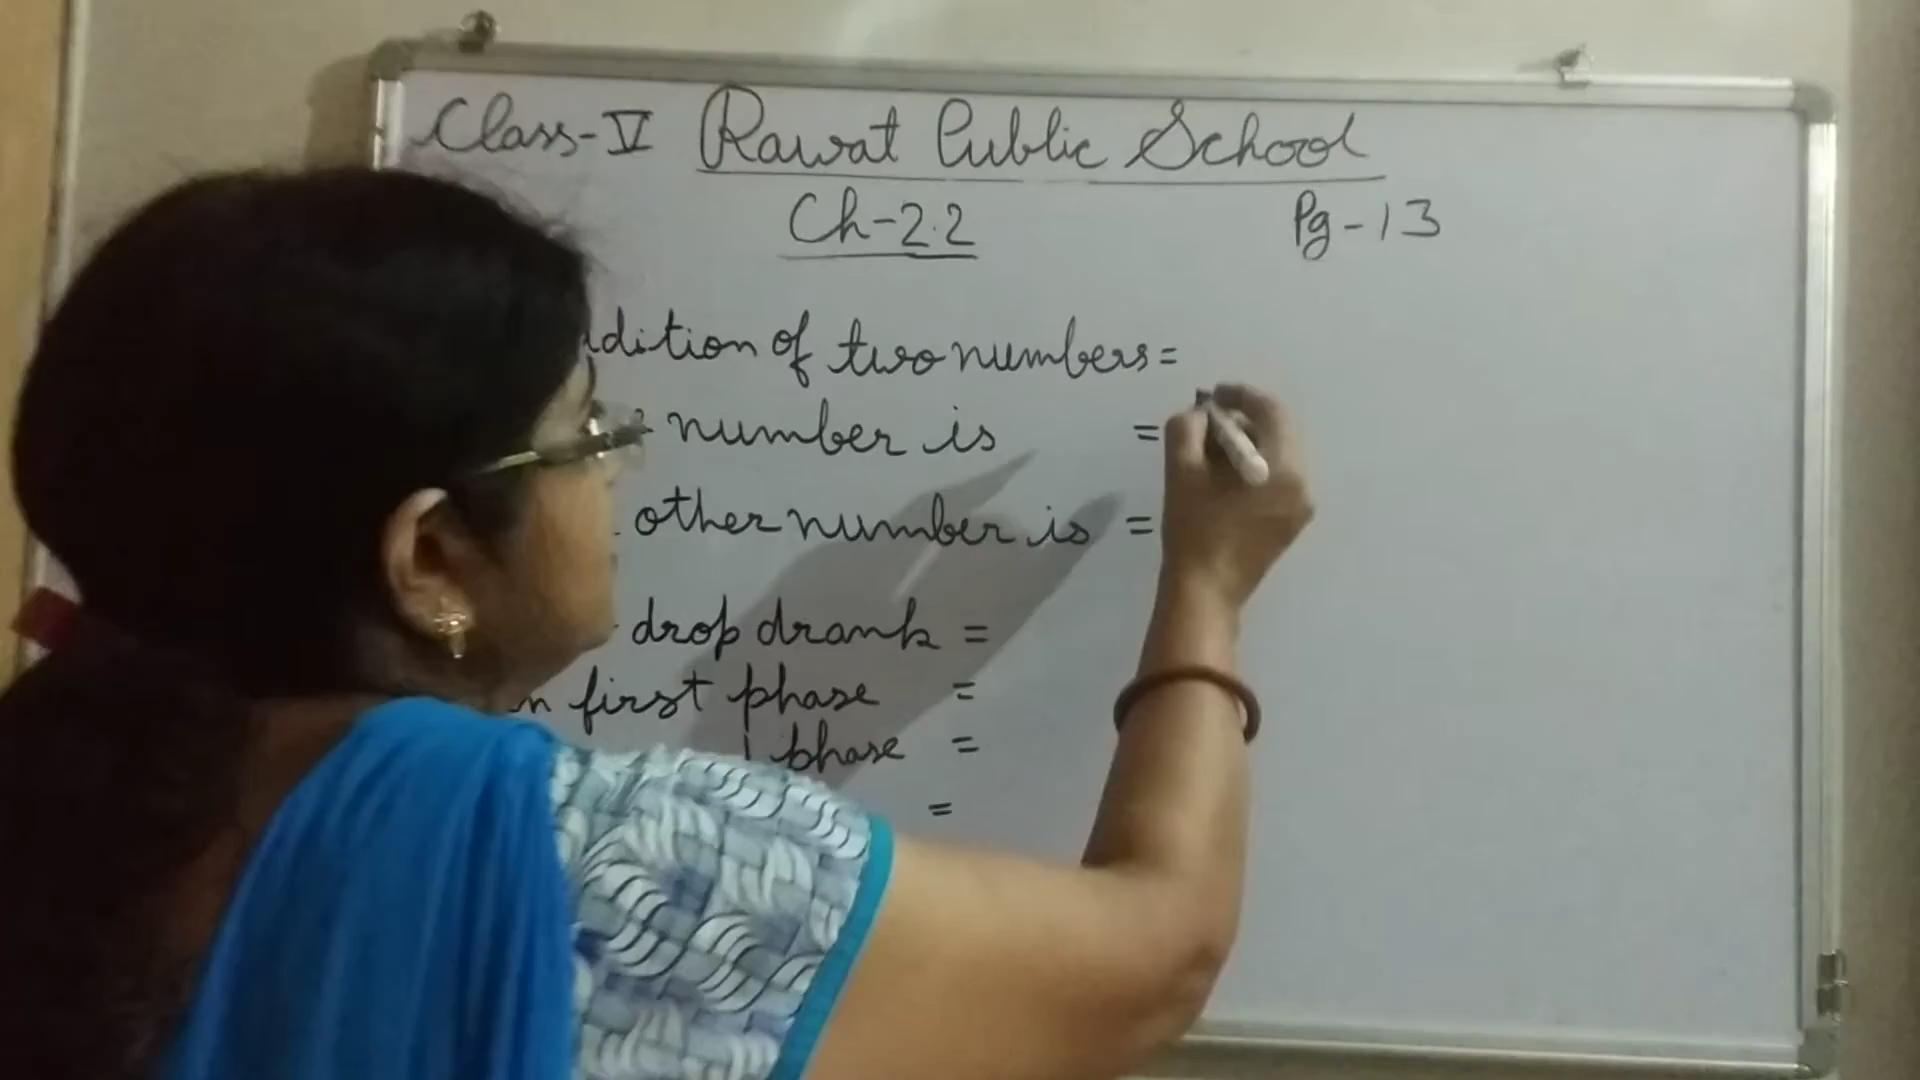 Class-V Rawat Public School
Ch-2.2 Pg-13
dition of two numbers=
number is =
other number is =
drop drank =
first phase =
phase =
=